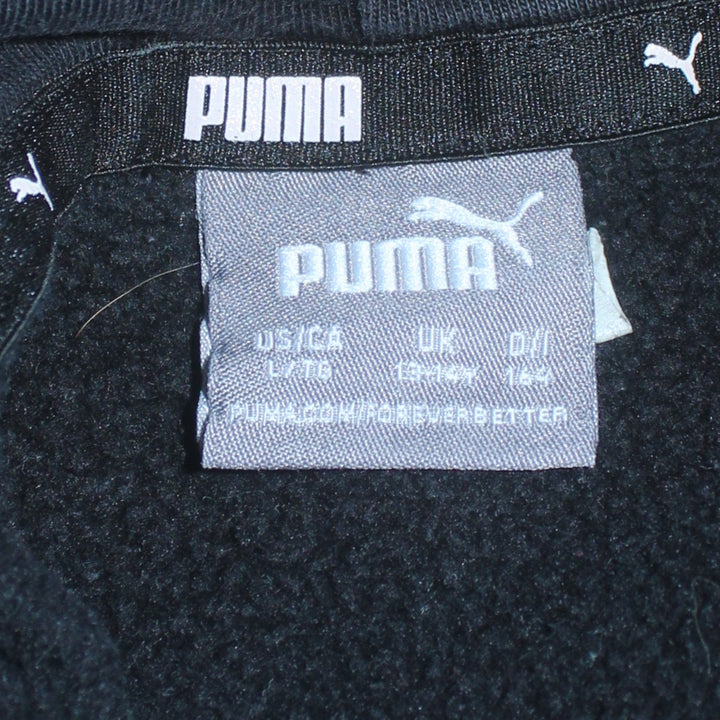 PUMA
PUMA
US/CA UK D/I
L/TG 13-14Y 164
PUMA.COM/FOREVERBETTER